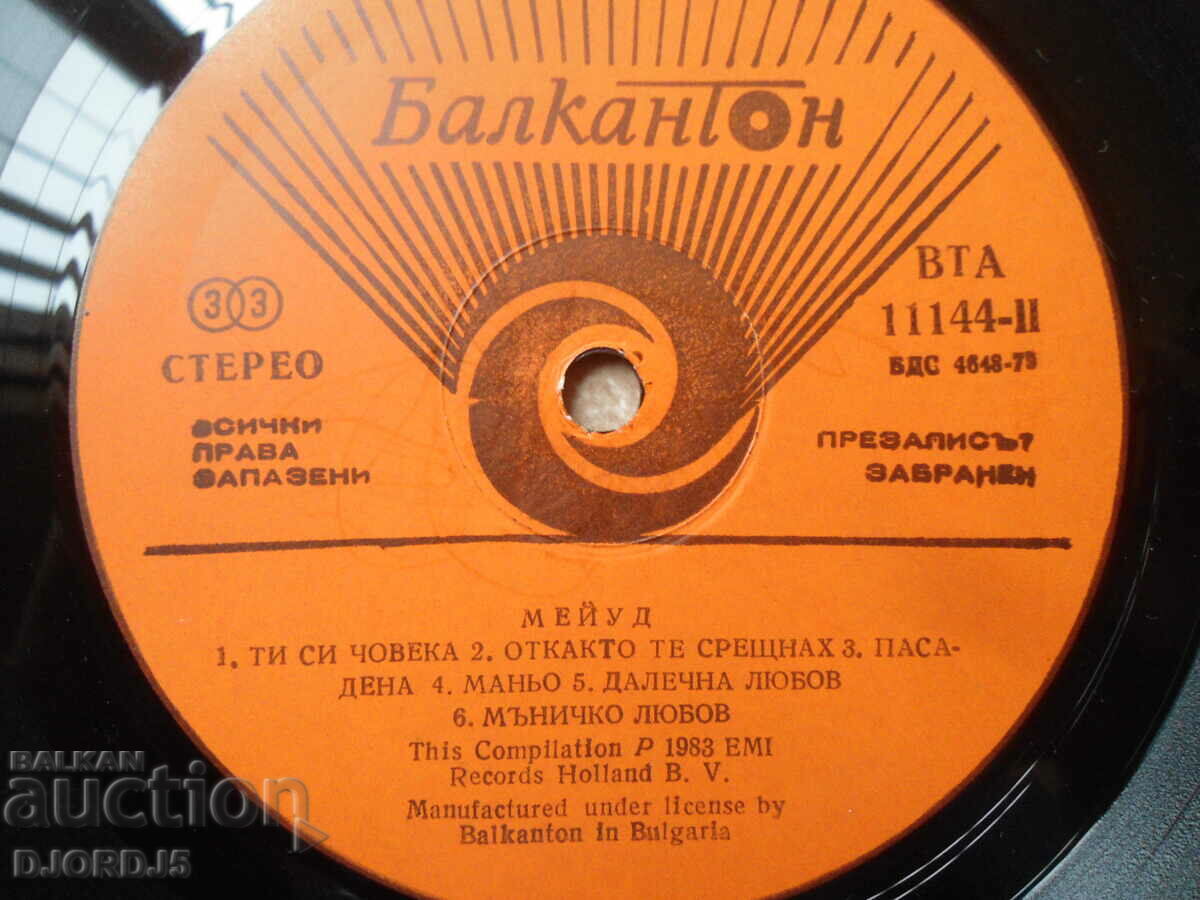 Балкантон
33
СТЕРЕО
ВТА
11144-II
БДС 4648-73
ВСИЧКИ
ПРАВА
ЗАПАЗЕНИ
ПРЕЗАПИСЪТ
ЗАБРАНЕН
МЕЙУД
1. ТИ СИ ЧОВЕКА 2. ОТКАКТО ТЕ СРЕЩНАХ 3. ПАСА-
ДЕНА 4. МАНЬО 5. ДАЛЕЧНА ЛЮБОВ
6. МЪНИЧКО ЛЮБОВ
This Compilation P 1983 EMI
Records Holland B. V.
Manufactured under license by
Balkanton in Bulgaria
BALKAN
auction
DJORDJ5